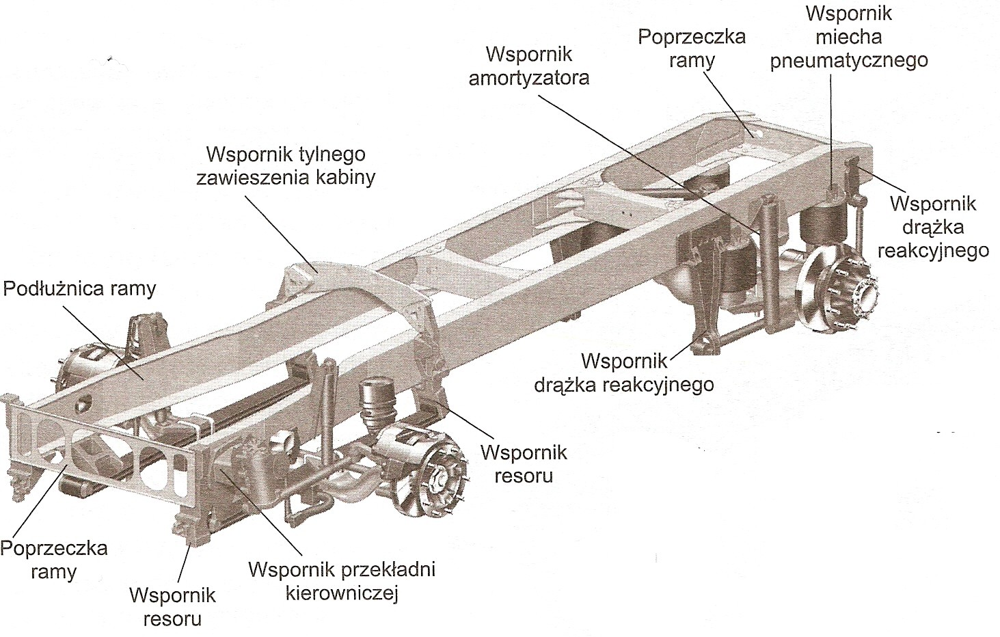 Wspornik
miecha
pneumatycznego
Poprzeczka
ramy
Wspornik
amortyzatora
Wspornik tylnego
zawieszenia kabiny
Wspornik
drążka
reakcyjnego
Podłużnica ramy
Wspornik
drążka reakcyjnego
Wspornik
resoru
Poprzeczka
ramy
Wspornik przekładni
kierowniczej
Wspornik
resoru